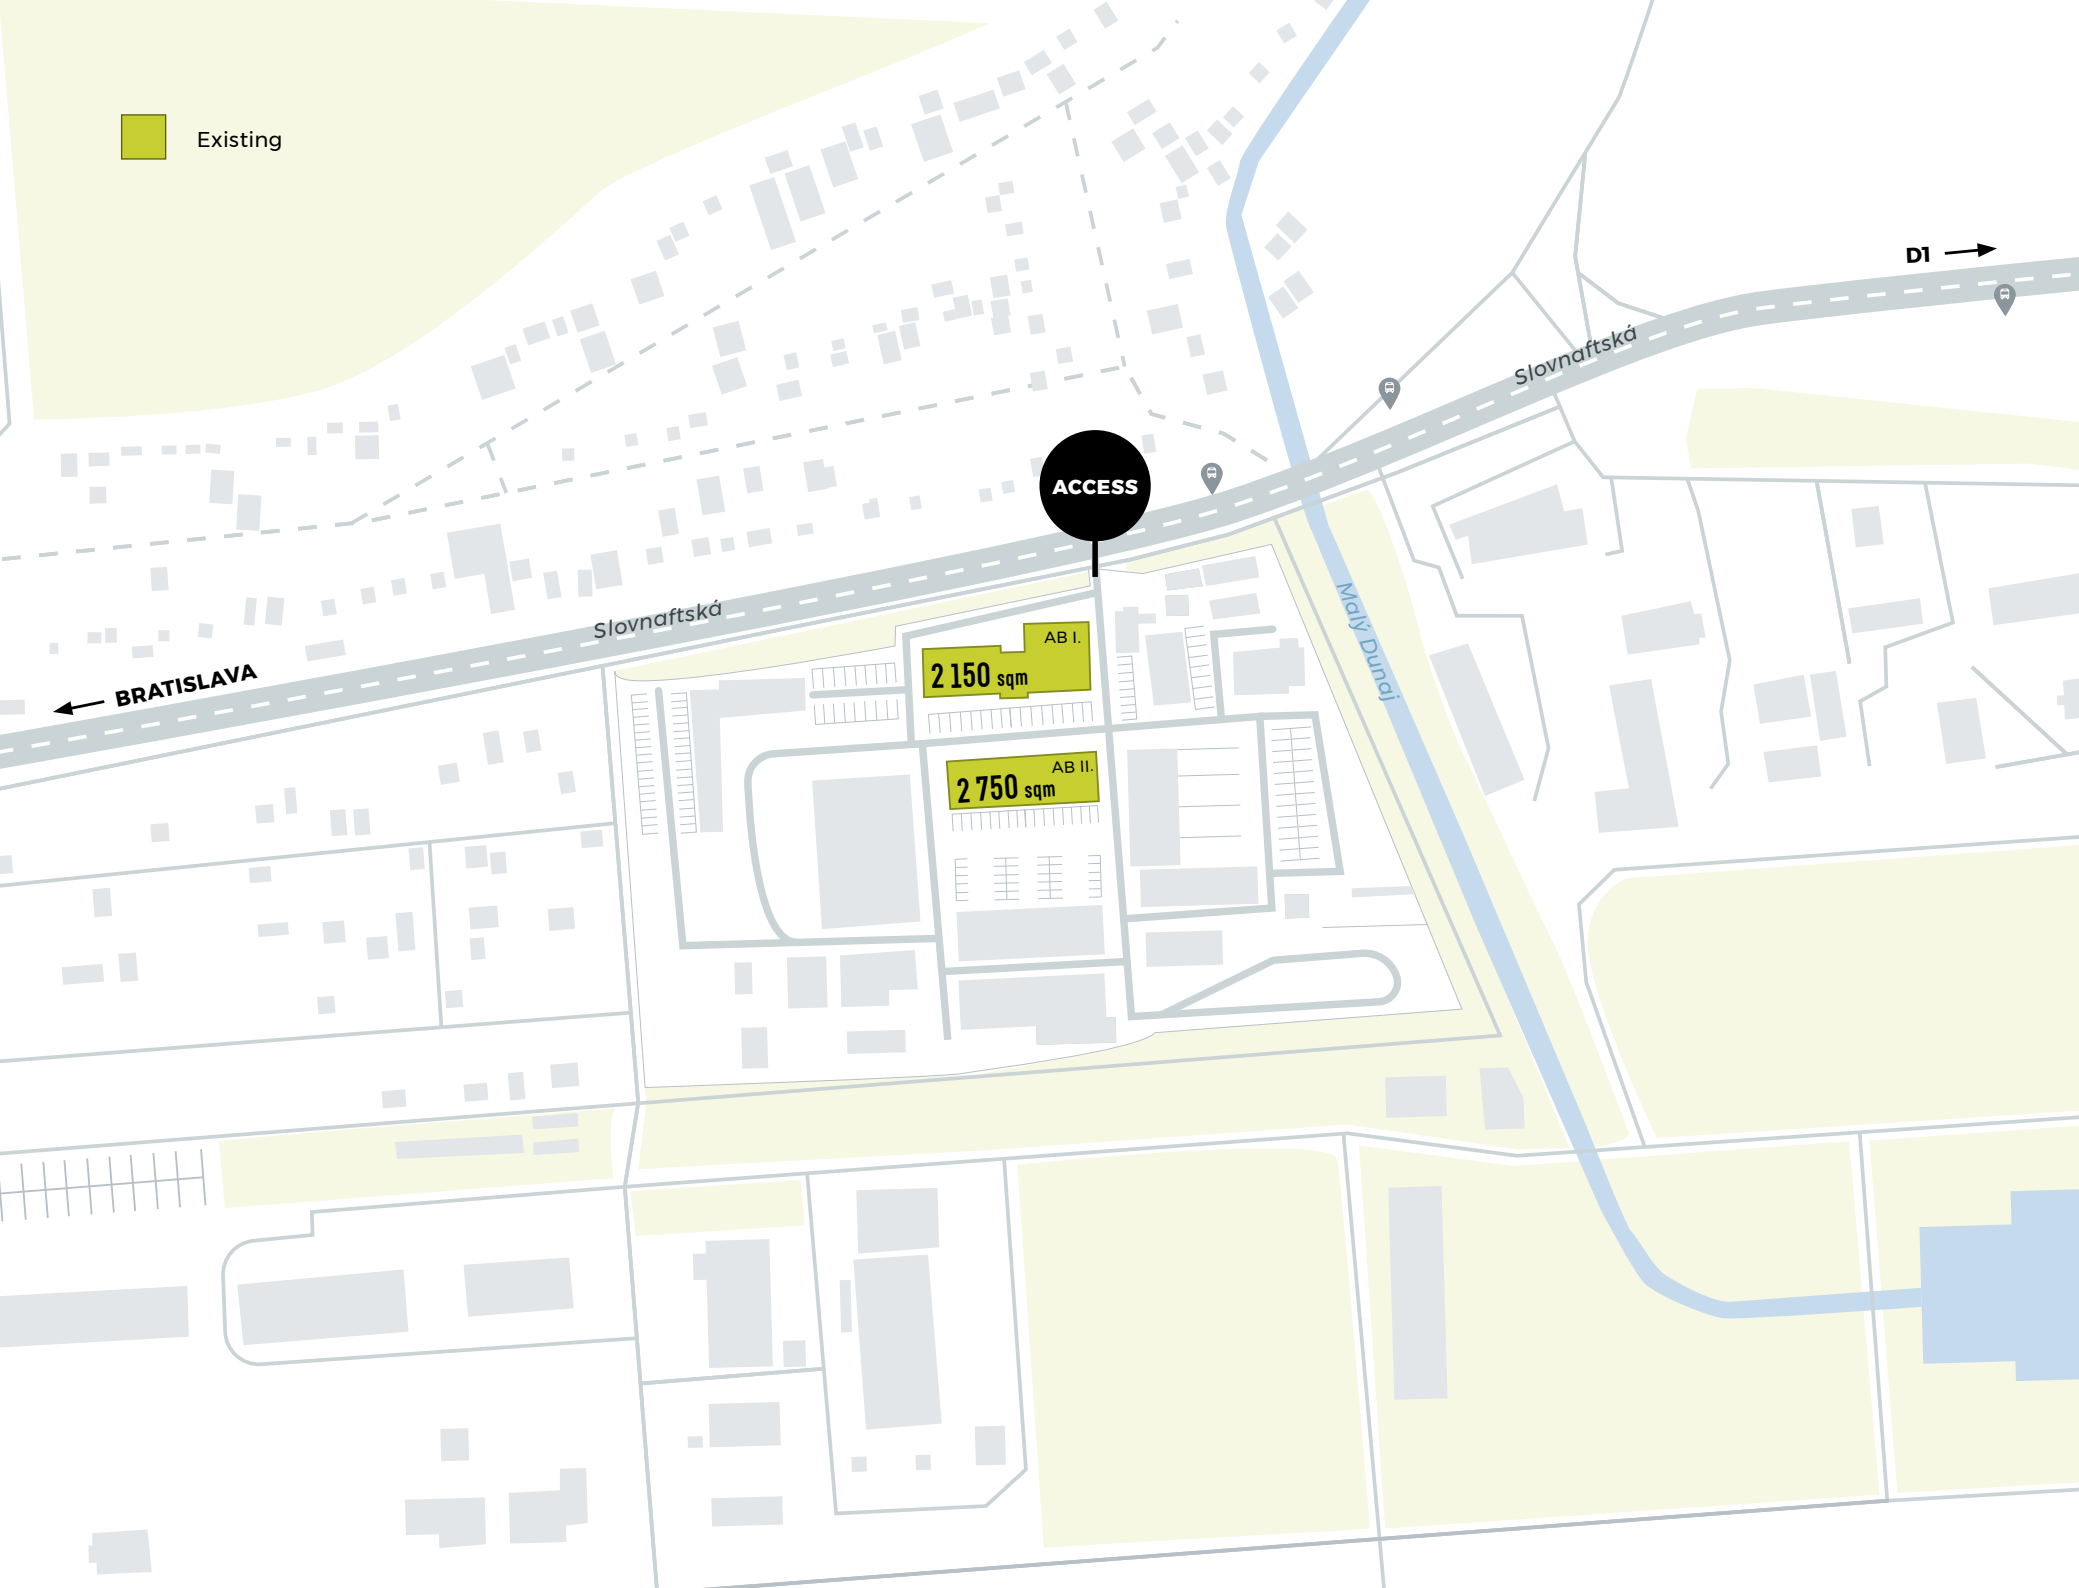 Existing
D1
Slovnaftská
ACCESS
Slovnaftská
Malý Dunaj
BRATISLAVA
AB I.
2 150 sqm
AB II.
2 750 sqm